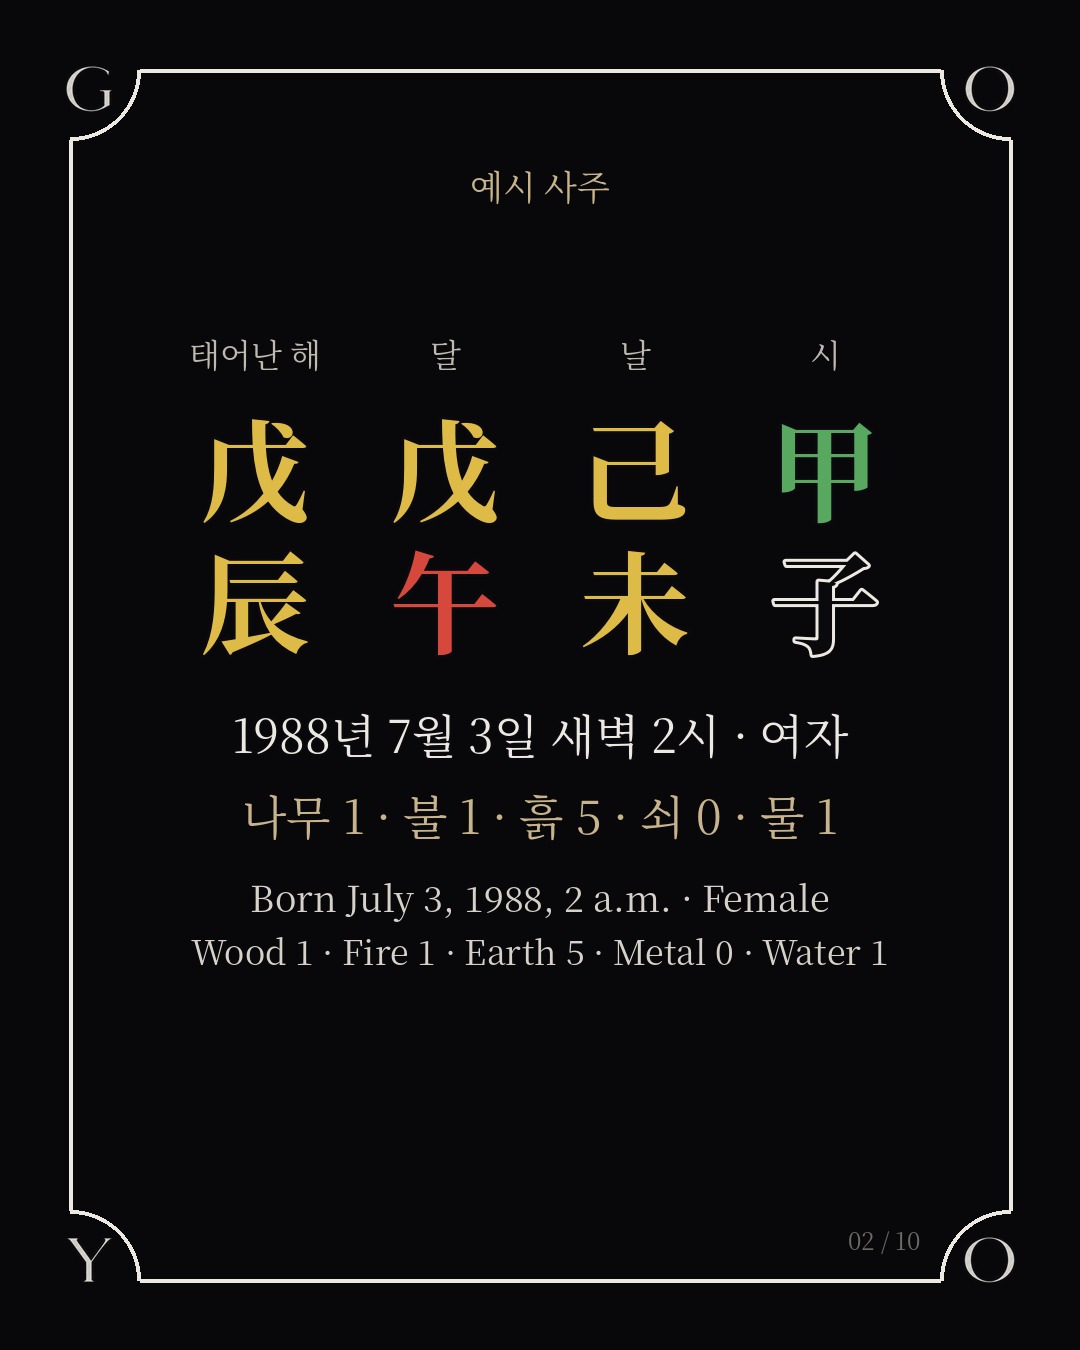 G O
예시 사주
태어난 해 달 날 시
戊 戊 己 甲
辰 午 未 子
1988년 7월 3일 새벽 2시 · 여자
나무 1 · 불 1 · 흙 5 · 쇠 0 · 물 1
Born July 3, 1988, 2 a.m. · Female
Wood 1 · Fire 1 · Earth 5 · Metal 0 · Water 1
02 / 10
Y O